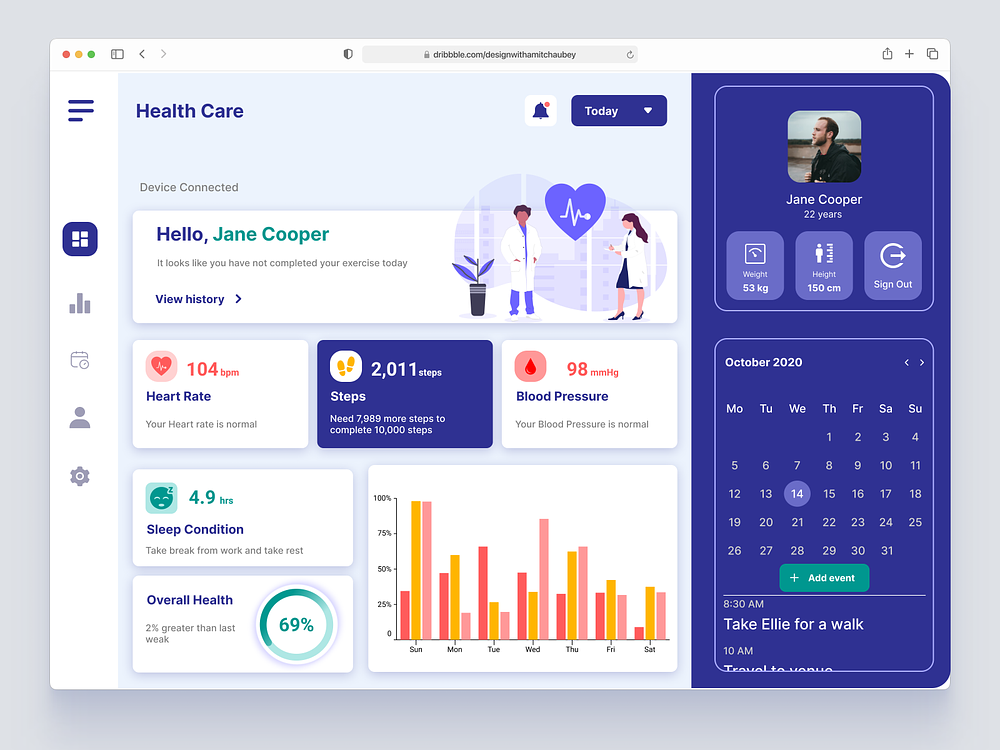 dribbble.com/designwithamitchaubey
Health Care
Today
Device Connected
Hello, Jane Cooper
It looks like you have not completed your exercise today
View history
104 bpm
Heart Rate
Your Heart rate is normal
2,011 steps
Steps
Need 7,989 more steps to
complete 10,000 steps
98 mmHg
Blood Pressure
Your Blood Pressure is normal
z
4.9 hrs
Sleep Condition
Take break from work and take rest
Overall Health
2% greater than last
weak
69%
100%
75%
50%
25%
0
Sun Mon Tue Wed Thu Fri Sat
Jane Cooper
22 years
Weight
53 kg
Height
150 cm
Sign Out
October 2020
Mo Tu We Th Fr Sa Su
1 2 3 4
5 6 7 8 9 10 11
12 13 14 15 16 17 18
19 20 21 22 23 24 25
26 27 28 29 30 31
+ Add event
8:30 AM
Take Ellie for a walk
10 AM
Travel to venue